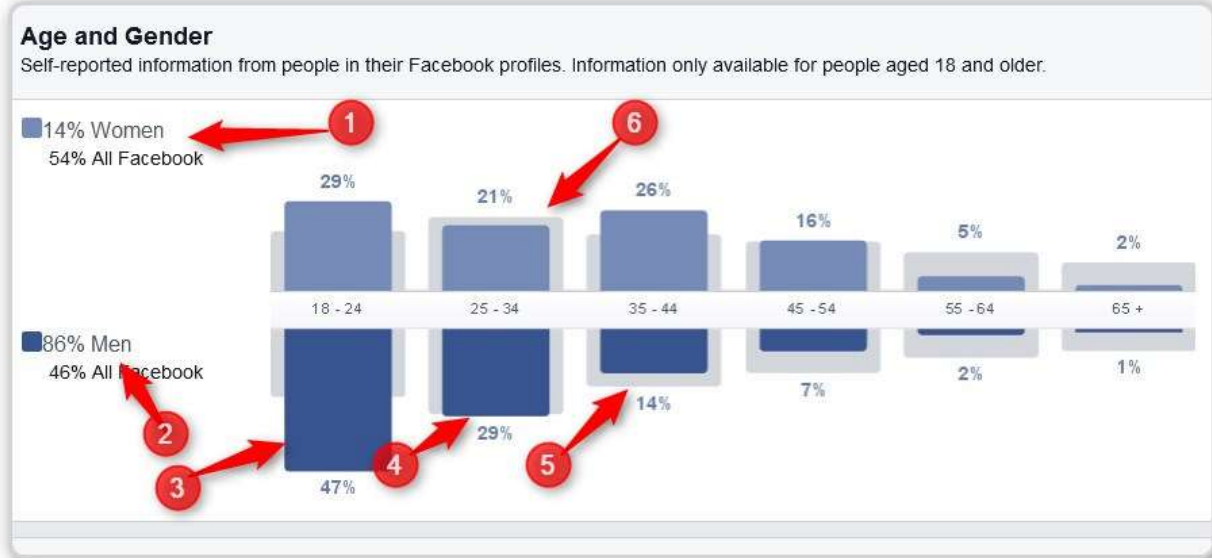 Age and Gender
Self-reported information from people in their Facebook profiles. Information only available for people aged 18 and older.
14% Women
54% All Facebook
1
6
29%
21%
26%
16%
5%
2%
18 - 24
25 - 34
35 - 44
45 - 54
55 - 64
65 +
86% Men
46% All Facebook
2
3
4
5
47%
29%
14%
7%
2%
1%